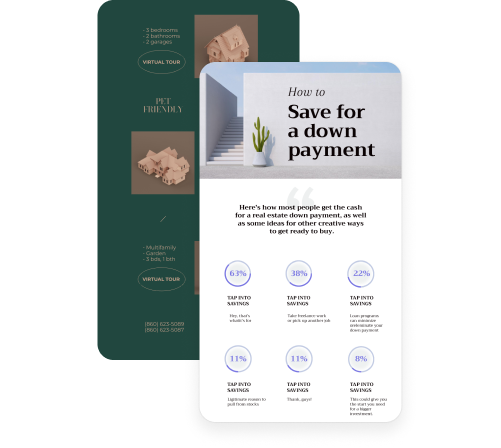 - 3 bedrooms
- 2 bathrooms
- 2 garages
VIRTUAL TOUR
PET
FRIENDLY
- Multifamily
- Garden
- 3 bds, 1 bth
VIRTUAL TOUR
(860) 623-5089
(860) 623-5087
How to
Save for
a down
payment
Here's how most people get the cash
for a real estate down payment, as well
as some ideas for other creative ways
to get ready to buy.
63%
38%
22%
TAP INTO
SAVINGS
TAP INTO
SAVINGS
TAP INTO
SAVINGS
Hey, that's
what it's for.
Take freelance work
or pick up another job
Loan programs
can minimize
your
down payment
11%
11%
8%
TAP INTO
SAVINGS
TAP INTO
SAVINGS
TAP INTO
SAVINGS
Legitimate reason to
pull from stocks
Thank, guys!
This could give you
the start you need
for a bigger
investment.